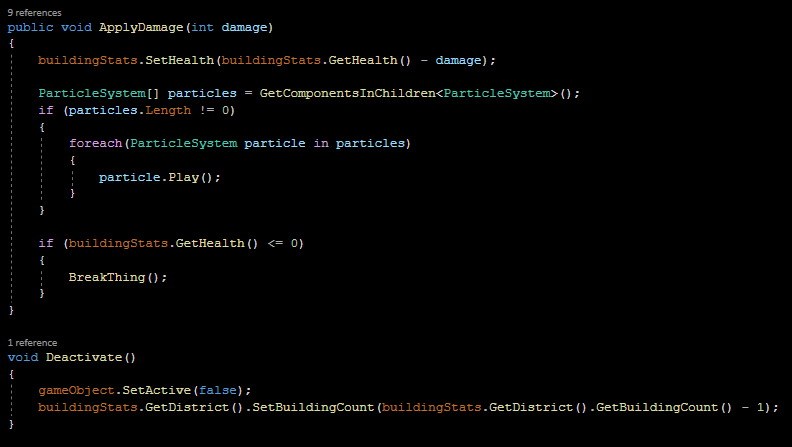 9 references
public void ApplyDamage(int damage)
{
    buildingStats.SetHealth(buildingStats.GetHealth() - damage);

    ParticleSystem[] particles = GetComponentsInChildren<ParticleSystem>();
    if (particles.Length != 0)
    {
        foreach(ParticleSystem particle in particles)
        {
            particle.Play();
        }
    }

    if (buildingStats.GetHealth() <= 0)
    {
        BreakThing();
    }
}

1 reference
void Deactivate()
{
    gameObject.SetActive(false);
    buildingStats.GetDistrict().SetBuildingCount(buildingStats.GetDistrict().GetBuildingCount() - 1);
}